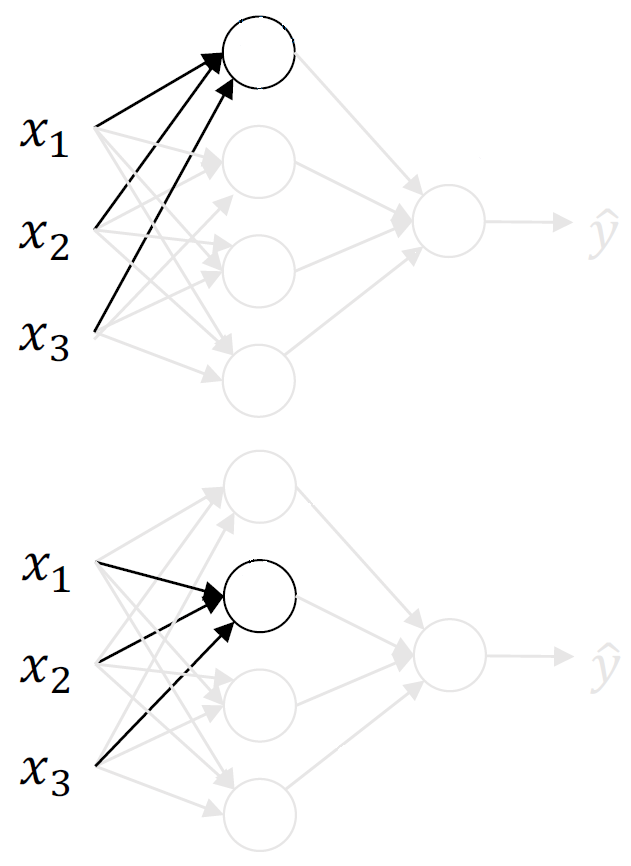 x₁
x₂
x₃
ŷ
x₁
x₂
x₃
ŷ